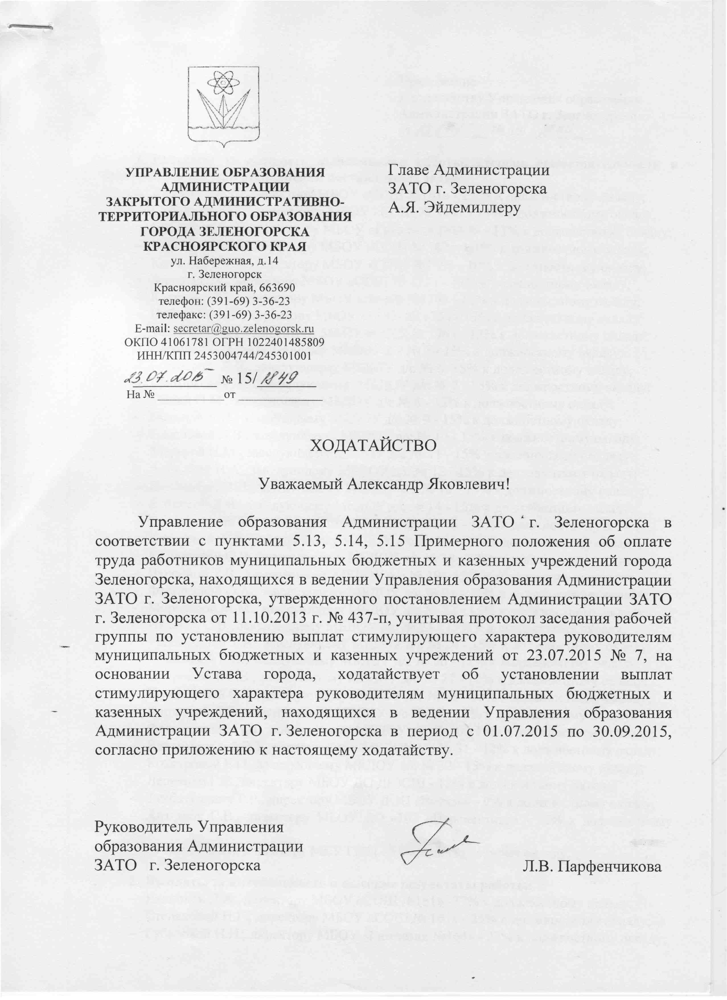 УПРАВЛЕНИЕ ОБРАЗОВАНИЯ
АДМИНИСТРАЦИИ
ЗАКРЫТОГО АДМИНИСТРАТИВНО-
ТЕРРИТОРИАЛЬНОГО ОБРАЗОВАНИЯ
ГОРОДА ЗЕЛЕНОГОРСКА
КРАСНОЯРСКОГО КРАЯ
ул. Набережная, д.14
г. Зеленогорск
Красноярский край, 663690
телефон: (391-69) 3-36-23
телефакс: (391-69) 3-36-23
E-mail: secretar@guo.zelenogorsk.ru
ОКПО 41061781 ОГРН 1022401485809
ИНН/КПП 2453004744/245301001
23.07.2015 № 15/ 1849
На № ___________ от ______________
Главе Администрации
ЗАТО г. Зеленогорска
А.Я. Эйдемиллеру
ХОДАТАЙСТВО
Уважаемый Александр Яковлевич!
Управление образования Администрации ЗАТО г. Зеленогорска в
соответствии с пунктами 5.13, 5.14, 5.15 Примерного положения об оплате
труда работников муниципальных бюджетных и казенных учреждений города
Зеленогорска, находящихся в ведении Управления образования Администрации
ЗАТО г. Зеленогорска, утвержденного постановлением Администрации ЗАТО
г. Зеленогорска от 11.10.2013 г. № 437-п, учитывая протокол заседания рабочей
группы по установлению выплат стимулирующего характера руководителям
муниципальных бюджетных и казенных учреждений от 23.07.2015 № 7, на
основании Устава города, ходатайствует об установлении выплат
стимулирующего характера руководителям муниципальных бюджетных и
казенных учреждений, находящихся в ведении Управления образования
Администрации ЗАТО г. Зеленогорска в период с 01.07.2015 по 30.09.2015,
согласно приложению к настоящему ходатайству.
Руководитель Управления
образования Администрации
ЗАТО г. Зеленогорска
Л.В. Парфенчикова